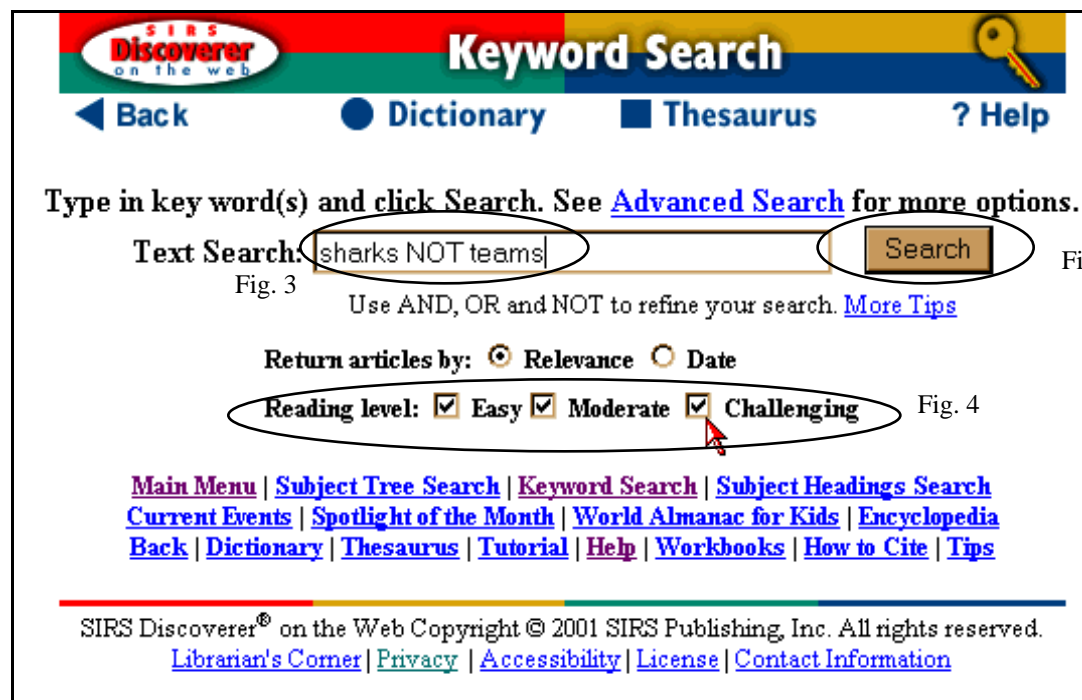 SIRS
Discoverer
on the web
Keyword Search
Back Dictionary Thesaurus ? Help
Type in key word(s) and click Search. See Advanced Search for more options.
Text Search: sharks NOT teams Search
Fig. 3
Use AND, OR and NOT to refine your search. More Tips
Return articles by: Relevance Date
Reading level: Easy Moderate Challenging Fig. 4
Main Menu | Subject Tree Search | Keyword Search | Subject Headings Search
Current Events | Spotlight of the Month | World Almanac for Kids | Encyclopedia
Back | Dictionary | Thesaurus | Tutorial | Help | Workbooks | How to Cite | Tips
SIRS Discoverer® on the Web Copyright © 2001 SIRS Publishing, Inc. All rights reserved.
Librarian's Corner | Privacy | Accessibility | License | Contact Information